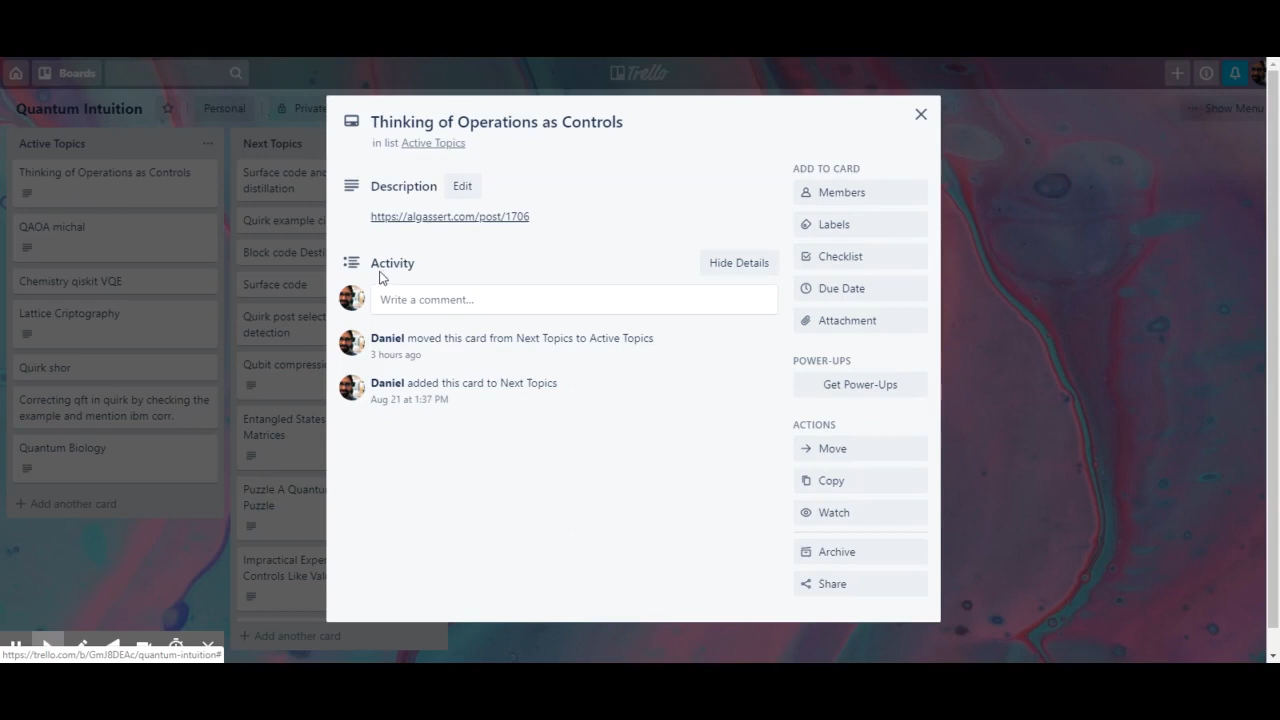 Boards
Trello
Quantum Intuition
Personal
Private
Show Menu
Active Topics
Thinking of Operations as Controls
QAOA michal
Chemistry qiskit VQE
Lattice Criptography
Qubit shor
Correcting qft in quirk by checking the
example and mention ibm corr.
Quantum Biology
+ Add another card
Next Topics
Surface code and
distillation
Quirk example ci
Block code Desti
Surface code
Quirk post select
detection
Qubit compressi
Entangled States
Matrices
Puzzle A Quantu
Puzzle
Impractical Exper
Controls Like Val
+ Add another card
Thinking of Operations as Controls
in list Active Topics
Description
Edit
https://algassert.com/post/1706
Activity
Hide Details
Write a comment...
Daniel moved this card from Next Topics to Active Topics
3 hours ago
Daniel added this card to Next Topics
Aug 21 at 1:37 PM
ADD TO CARD
Members
Labels
Checklist
Due Date
Attachment
POWER-UPS
Get Power-Ups
ACTIONS
Move
Copy
Watch
Archive
Share
https://trello.com/b/GmJ8DEAc/quantum-intuition#